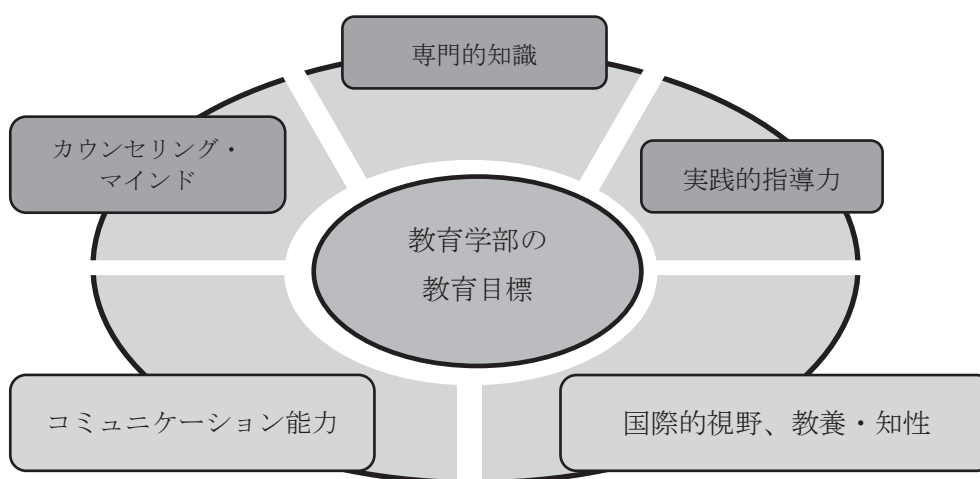 専門的知識
カウンセリング・
マインド
実践的指導力
教育学部の
教育目標
コミュニケーション能力
国際的視野、教養・知性